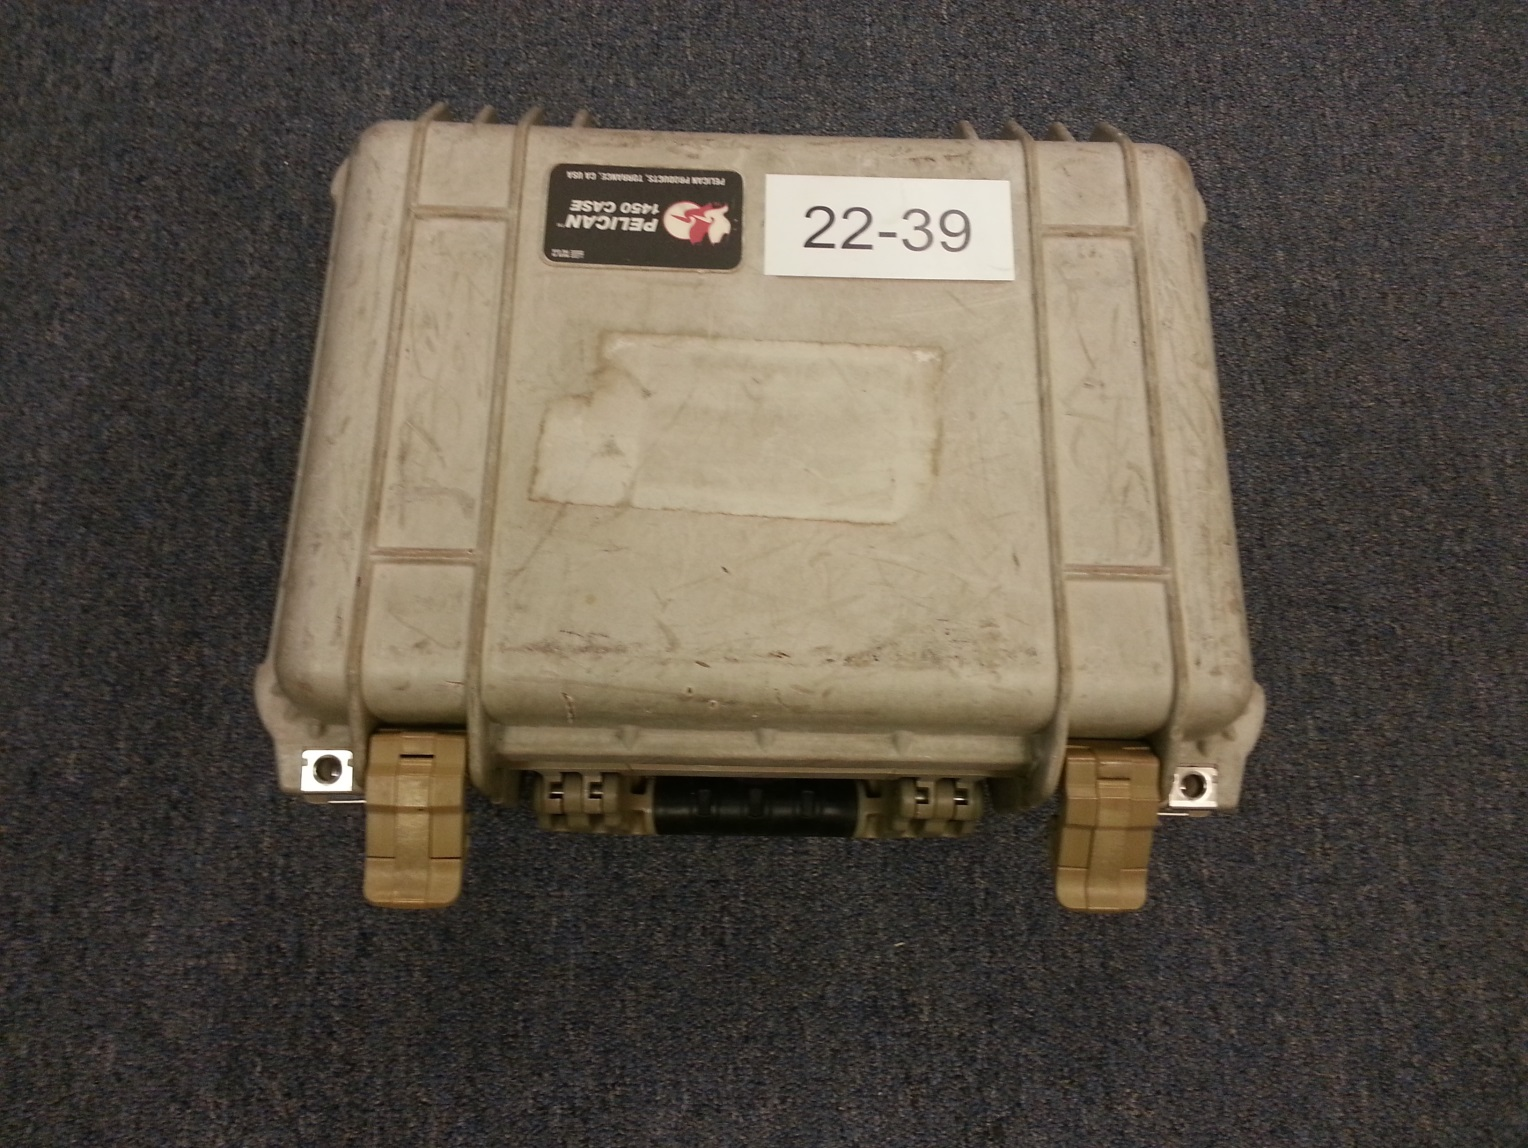 PELICAN™
1450 CASE
PELICAN PRODUCTS, TORRANCE, CA USA
22-39